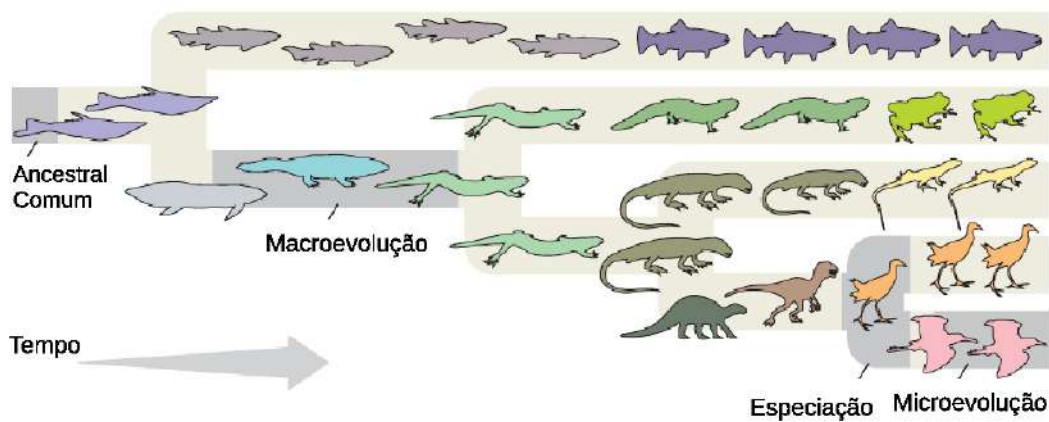 Ancestral
Comum
Macroevolução
Tempo
Especiação
Microevolução